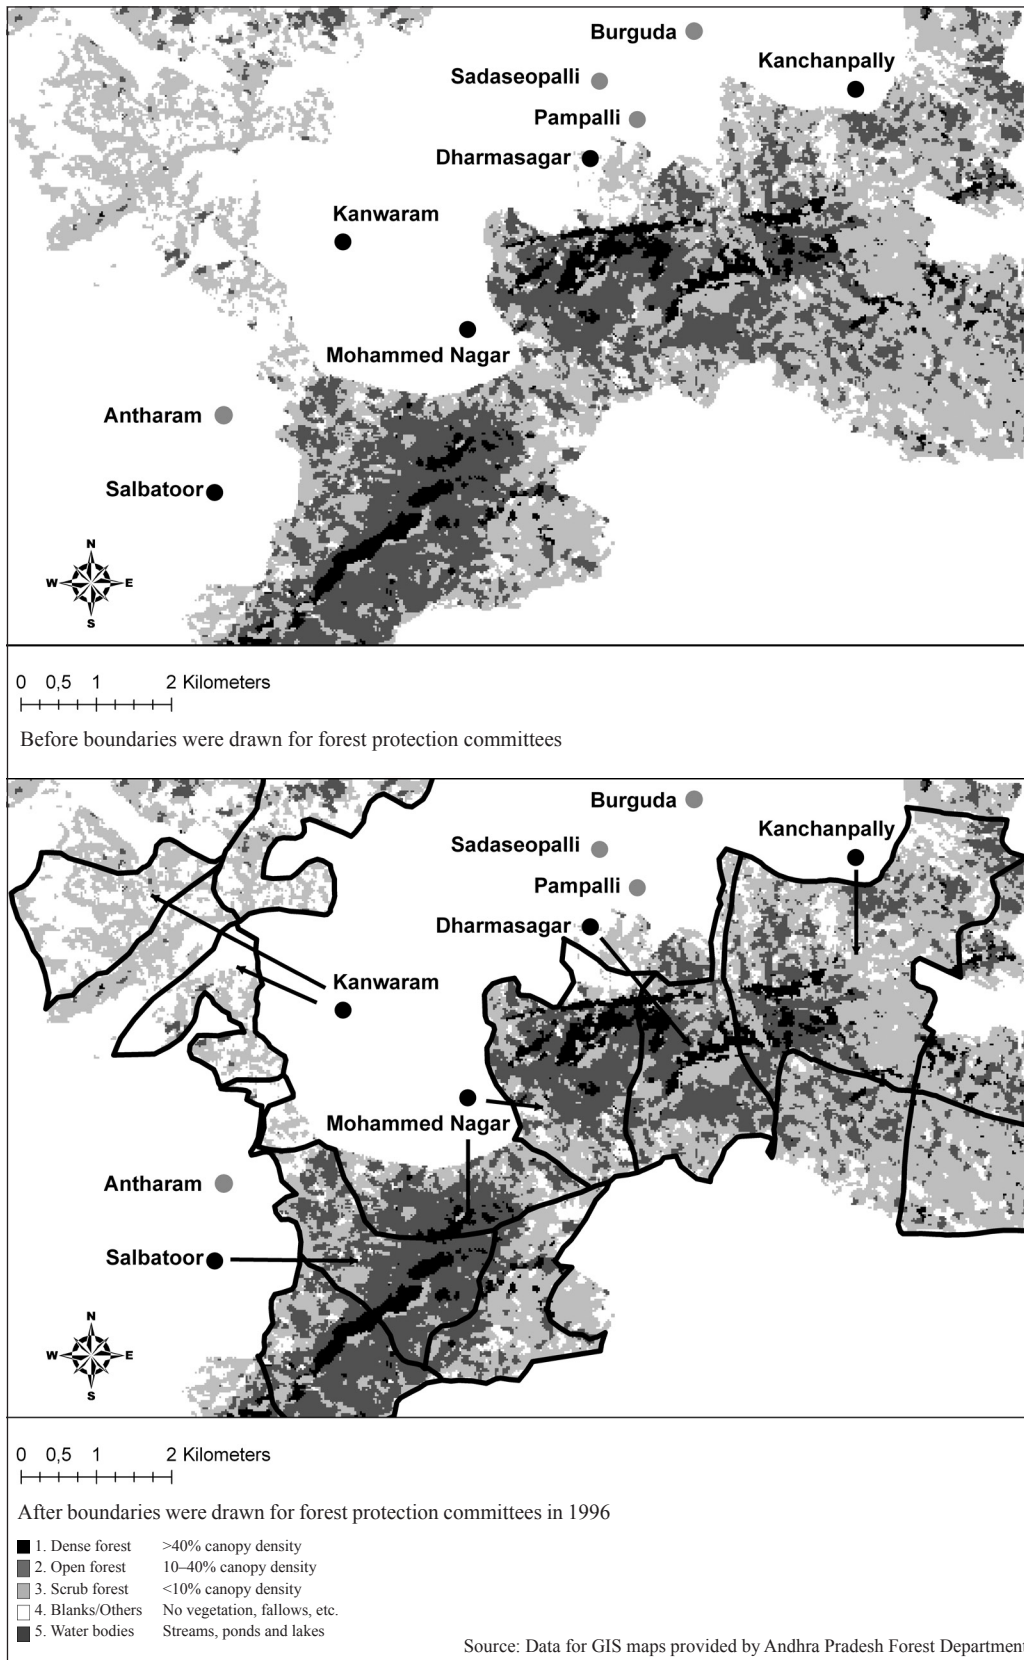 Burguda
Kanchanpally
Sadaseopalli
Pampalli
Dharmasagar
Kanwaram
Mohammed Nagar
Antharam
Salbatoor
N
W E
S
0 0,5 1 2 Kilometers
Before boundaries were drawn for forest protection committees
Burguda
Kanchanpally
Sadaseopalli
Pampalli
Dharmasagar
Kanwaram
Mohammed Nagar
Antharam
Salbatoor
N
W E
S
0 0,5 1 2 Kilometers
After boundaries were drawn for forest protection committees in 1996
1. Dense forest >40% canopy density
2. Open forest 10–40% canopy density
3. Scrub forest <10% canopy density
4. Blanks/Others No vegetation, fallows, etc.
5. Water bodies Streams, ponds and lakes
Source: Data for GIS maps provided by Andhra Pradesh Forest Department